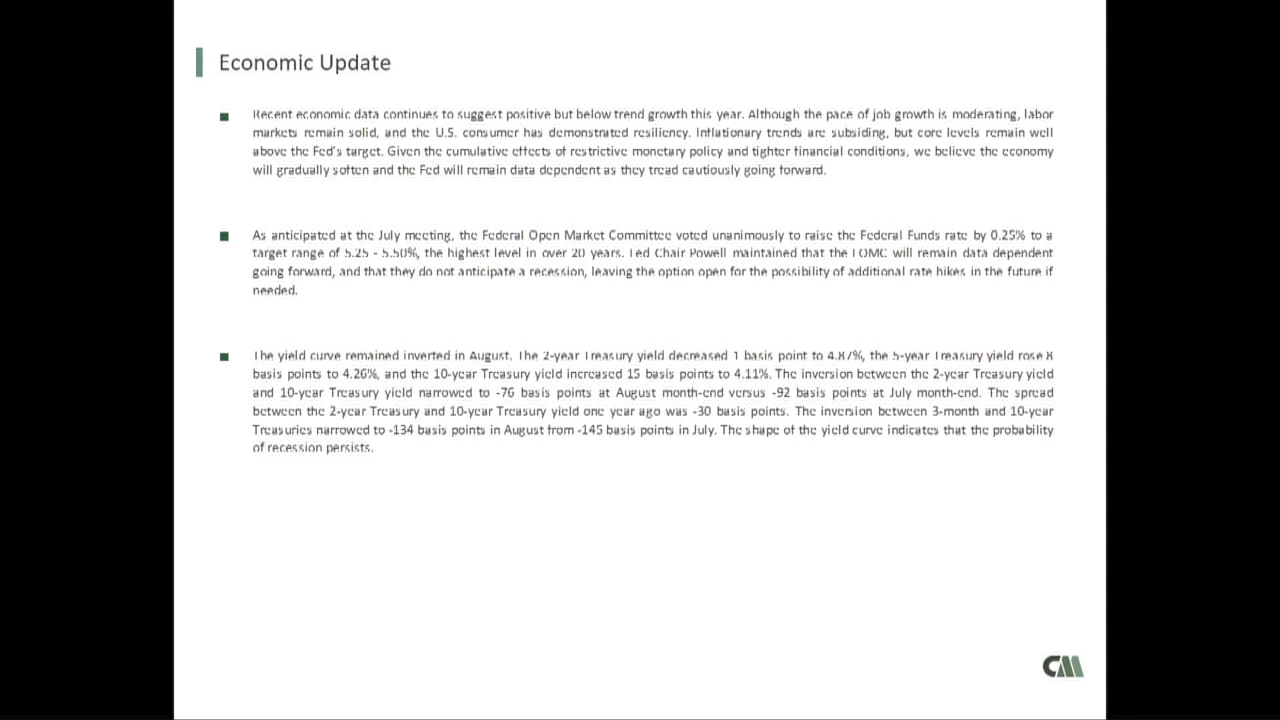 Economic Update
Recent economic data continues to suggest positive but below trend growth this year. Although the pace of job growth is moderating, labor
markets remain solid, and the U.S. consumer has demonstrated resiliency. Inflationary trends are subsiding, but core levels remain well
above the Fed's target. Given the cumulative effects of restrictive monetary policy and tighter financial conditions, we believe the economy
will gradually soften and the Fed will remain data dependent as they tread cautiously going forward.
As anticipated at the July meeting, the Federal Open Market Committee voted unanimously to raise the Federal Funds rate by 0.25% to a
target range of 5.25 - 5.50%, the highest level in over 20 years. Fed Chair Powell maintained that the FOMC will remain data dependent
going forward, and that they do not anticipate a recession, leaving the option open for the possibility of additional rate hikes in the future if
needed.
The yield curve remained inverted in August. The 2-year Treasury yield decreased 1 basis point to 4.87%, the 5-year Treasury yield rose 8
basis points to 4.26%, and the 10-year Treasury yield increased 15 basis points to 4.11%. The inversion between the 2-year Treasury yield
and 10-year Treasury yield narrowed to -76 basis points at August month-end versus -92 basis points at July month-end. The spread
between the 2-year Treasury and 10-year Treasury yield one year ago was -30 basis points. The inversion between 3-month and 10-year
Treasuries narrowed to -134 basis points in August from -145 basis points in July. The shape of the yield curve indicates that the probability
of recession persists.
CM